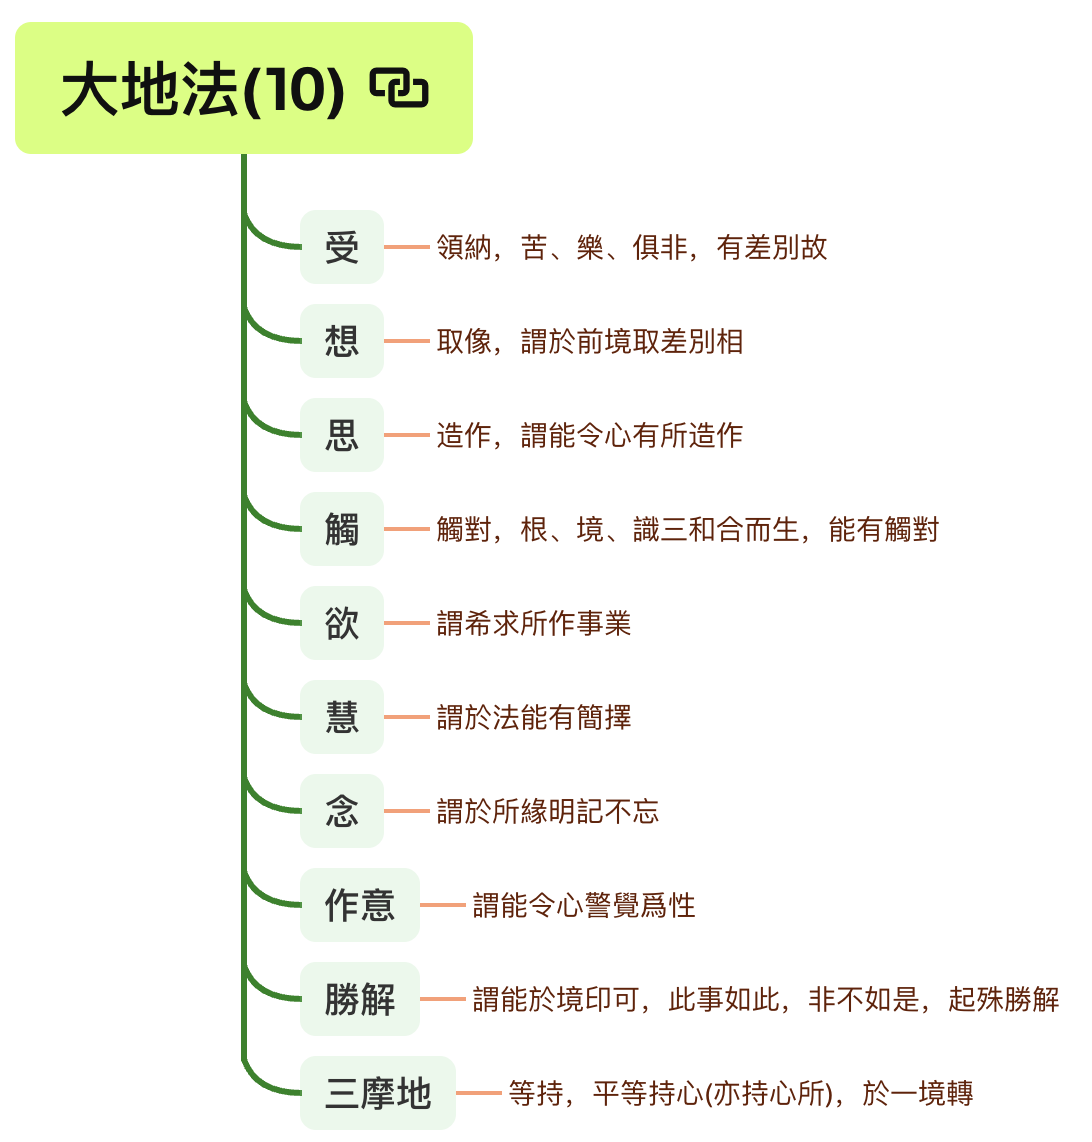 大地法(10)
受
領納，苦、樂、俱非，有差別故
想
取像，謂於前境取差別相
思
造作，謂能令心有所造作
觸
觸對，根、境、識三和合而生，能有觸對
欲
謂希求所作事業
慧
謂於法能有簡擇
念
謂於所緣明記不忘
作意
謂能令心警覺爲性
勝解
謂能於境印可，此事如此，非不如是，起殊勝解
三摩地
等持，平等持心(亦持心所)，於一境轉